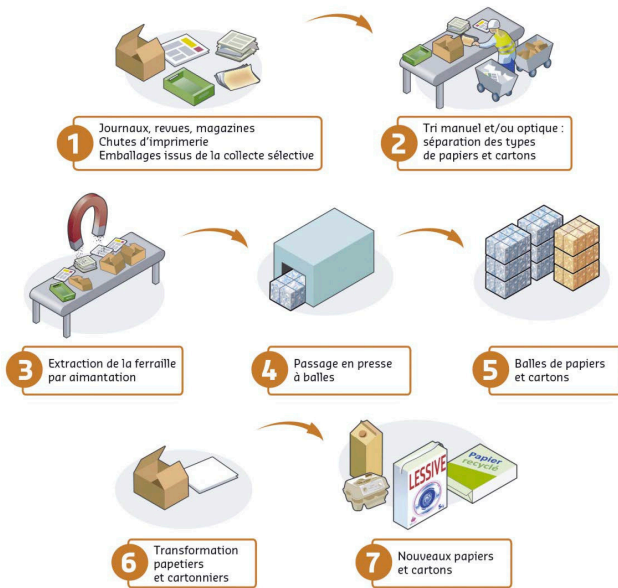 1
Journaux, revues, magazines
Chutes d'imprimerie
Emballages issus de la collecte sélective
2
Tri manuel et/ou optique :
séparation des types
de papiers et cartons
3
Extraction de la ferraille
par aimantation
4
Passage en presse
à balles
5
Balles de papiers
et cartons
6
Transformation
papetiers
et cartonniers
LESSIVE
Papier
recyclé
7
Nouveaux papiers
et cartons